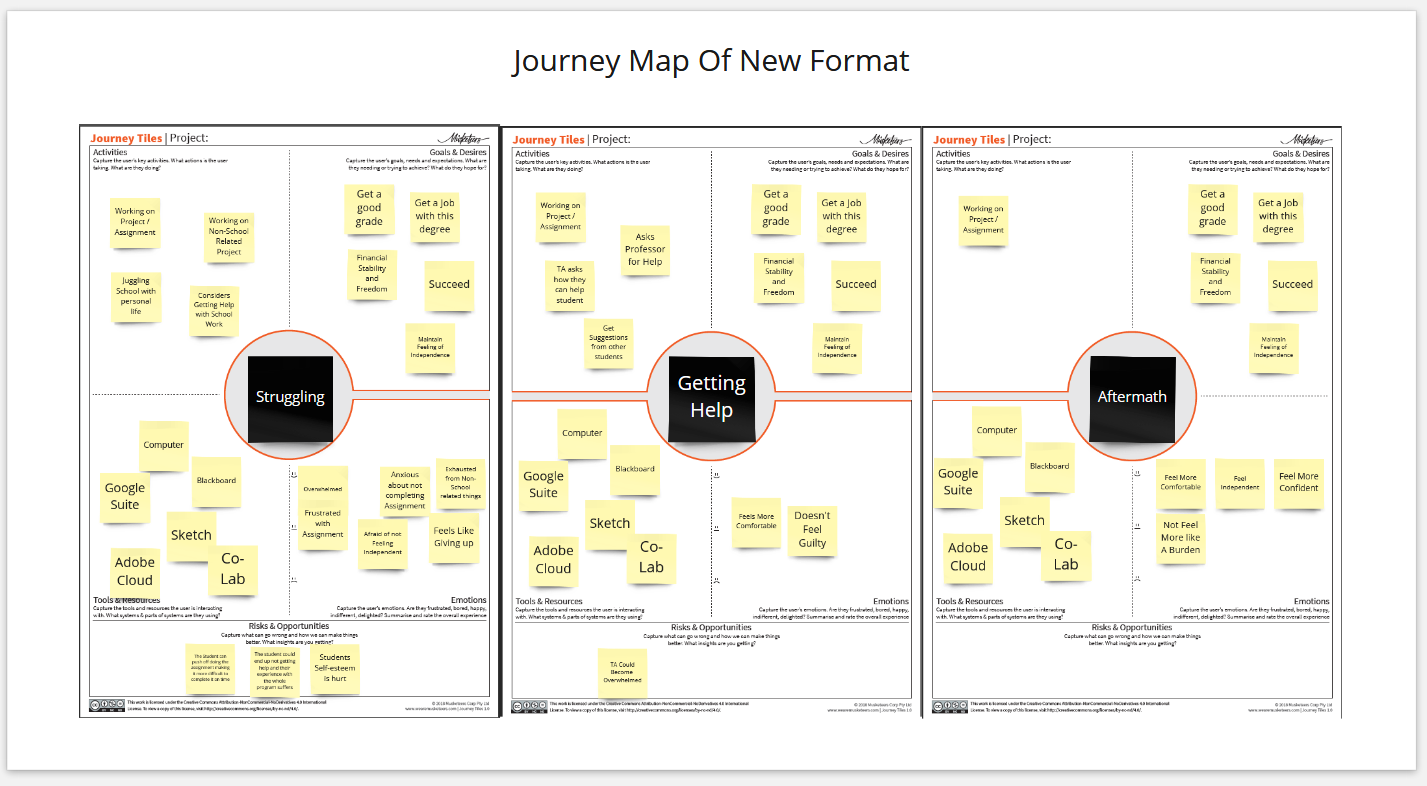 Journey Map Of New Format
Journey Tiles | Project:
Musketeers
Activities
Capture the user's key activities. What actions is the user
taking. What are they doing?
Goals & Desires
Capture the user's goals, needs and expectations. What are
they needing or trying to achieve? What do they hope for?
Working on
Project /
Assignment
Working on
Non-School
Related
Project
Juggling
School with
personal
life
Considers
Getting Help
with School
Work
Get a
good
grade
Get a Job
with this
degree
Financial
Stability
and
Freedom
Succeed
Maintain
Feeling of
Independence
Struggling
Computer
Google
Suite
Blackboard
Sketch
Adobe
Cloud
Co-
Lab
Overwhelmed
Frustrated
with
Assignment
Anxious
about not
completing
Assignment
Exhausted
from Non-
School
related things
Afraid of not
Feeling
Independent
Feels Like
Giving up
Tools & Resources
Capture the tools and resources the user is interacting
with. What systems & parts of systems are they using?
Emotions
Capture the user's emotions. Are they frustrated, bored, happy,
indifferent, delighted? Summarise and rate the overall experience
Risks & Opportunities
Capture what can go wrong and how we can make things
better. What insights are you getting?
The Student can
push off doing the
assignment making
it more difficult to
complete it on time
The student could
end up not getting
help and their
experience with
the whole
program suffers
Students
Self-esteem
is hurt
This work is licensed under the Creative Commons Attribution-NonCommercial-NoDerivatives 4.0 International
License. To view a copy of this license, visit http://creativecommons.org/licenses/by-nc-nd/4.0/.
© 2018 Musketeers Corp Pty Ltd
www.wearemusketeers.com | Journey Tiles 1.0
Journey Tiles | Project:
Musketeers
Activities
Capture the user's key activities. What actions is the user
taking. What are they doing?
Goals & Desires
Capture the user's goals, needs and expectations. What are
they needing or trying to achieve? What do they hope for?
Working on
Project /
Assignment
Asks
Professor
for Help
TA asks
how they
can help
student
Get
Suggestions
from other
students
Get a
good
grade
Get a Job
with this
degree
Financial
Stability
and
Freedom
Succeed
Maintain
Feeling of
Independence
Getting
Help
Computer
Google
Suite
Blackboard
Sketch
Adobe
Cloud
Co-
Lab
Feels More
Comfortable
Doesn't
Feel
Guilty
Tools & Resources
Capture the tools and resources the user is interacting
with. What systems & parts of systems are they using?
Emotions
Capture the user's emotions. Are they frustrated, bored, happy,
indifferent, delighted? Summarise and rate the overall experience
Risks & Opportunities
Capture what can go wrong and how we can make things
better. What insights are you getting?
TA Could
Become
Overwhelmed
This work is licensed under the Creative Commons Attribution-NonCommercial-NoDerivatives 4.0 International
License. To view a copy of this license, visit http://creativecommons.org/licenses/by-nc-nd/4.0/.
© 2018 Musketeers Corp Pty Ltd
www.wearemusketeers.com | Journey Tiles 1.0
Journey Tiles | Project:
Musketeers
Activities
Capture the user's key activities. What actions is the user
taking. What are they doing?
Goals & Desires
Capture the user's goals, needs and expectations. What are
they needing or trying to achieve? What do they hope for?
Working on
Project /
Assignment
Get a
good
grade
Get a Job
with this
degree
Financial
Stability
and
Freedom
Succeed
Maintain
Feeling of
Independence
Aftermath
Computer
Google
Suite
Blackboard
Sketch
Adobe
Cloud
Co-
Lab
Feel More
Comfortable
Feel
Independent
Feel More
Confident
Not Feel
More like
A Burden
Tools & Resources
Capture the tools and resources the user is interacting
with. What systems & parts of systems are they using?
Emotions
Capture the user's emotions. Are they frustrated, bored, happy,
indifferent, delighted? Summarise and rate the overall experience
Risks & Opportunities
Capture what can go wrong and how we can make things
better. What insights are you getting?
This work is licensed under the Creative Commons Attribution-NonCommercial-NoDerivatives 4.0 International
License. To view a copy of this license, visit http://creativecommons.org/licenses/by-nc-nd/4.0/.
© 2018 Musketeers Corp Pty Ltd
www.wearemusketeers.com | Journey Tiles 1.0